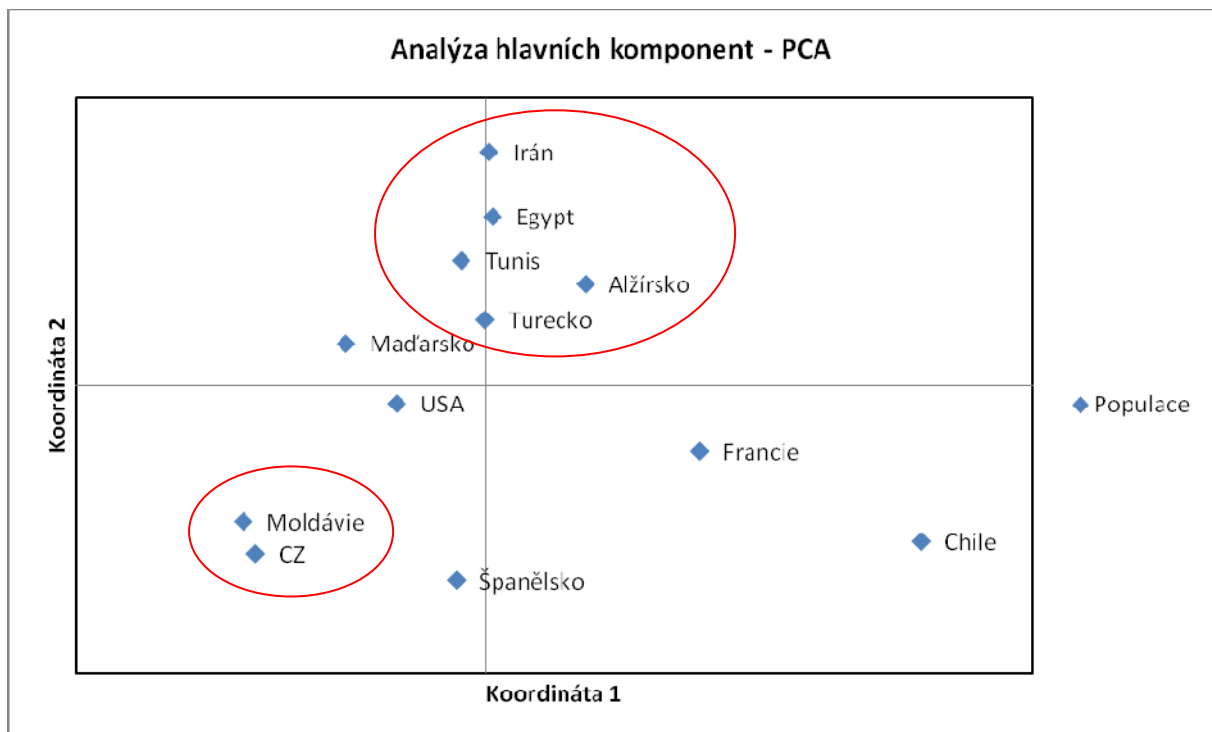 Analýza hlavních komponent - PCA
Irán
Egypt
Tunis
Alžírsko
Turecko
Maďarsko
USA
Populace
Francie
Moldávie
CZ
Chile
Španělsko
Koordináta 2
Koordináta 1